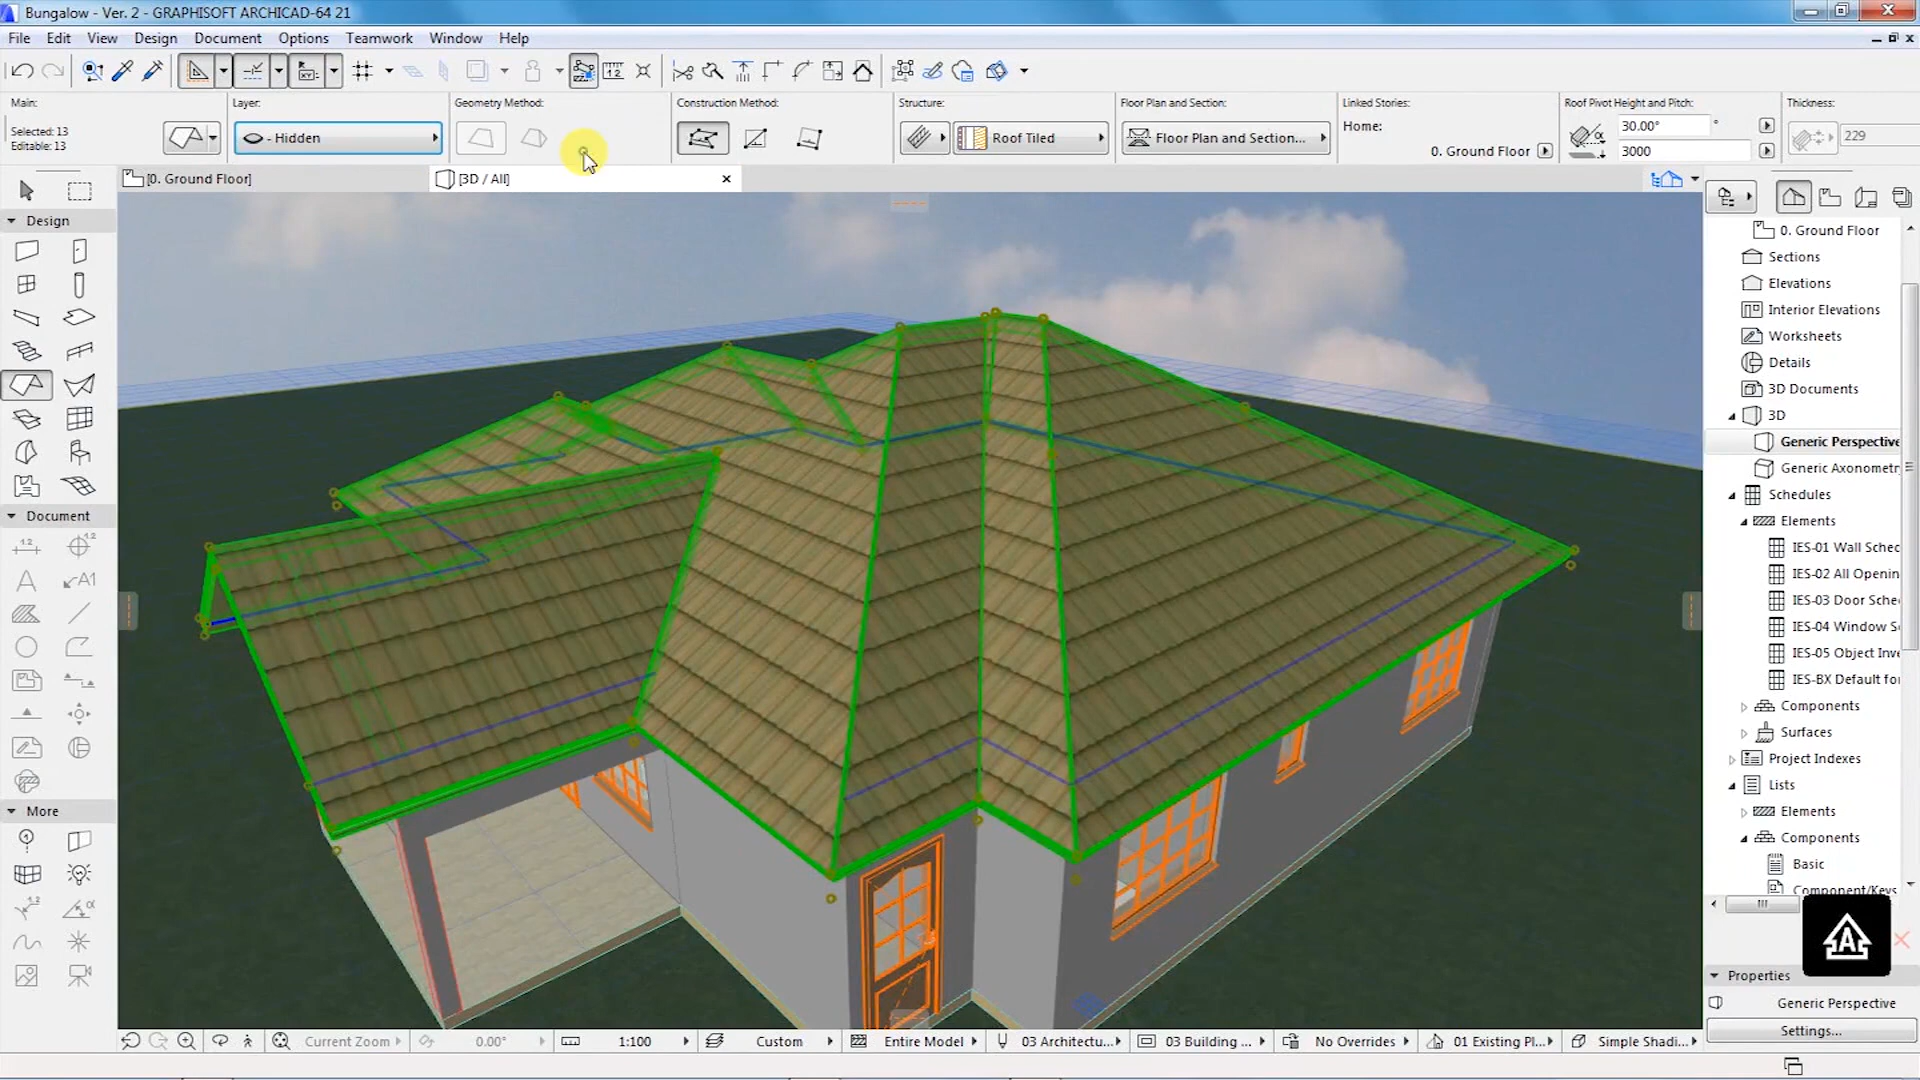 Bungalow - Ver. 2 - GRAPHISOFT ARCHICAD-64 21
File Edit View Design Document Options Teamwork Window Help
Main: Layer: Geometry Method: Construction Method: Structure: Floor Plan and Section: Linked Stories: Roof Pivot Height and Pitch: Thickness:
Selected: 13
Editable: 13
- Hidden
Roof Tiled
Floor Plan and Section...
Home:
0. Ground Floor
30.00° °
3000
229
[0. Ground Floor]
[3D / All]
Design
Document
More
0. Ground Floor
Sections
Elevations
Interior Elevations
Worksheets
Details
3D Documents
3D
Generic Perspective
Generic Axonometr
Schedules
Elements
IES-01 Wall Sched
IES-02 All Openin
IES-03 Door Sche
IES-04 Window S
IES-05 Object Inve
IES-BX Default for
Components
Surfaces
Project Indexes
Lists
Elements
Components
Basic
Component/Keys
Properties
Generic Perspective
Settings...
Current Zoom
0.00°
1:100
Custom
Entire Model
03 Architectu...
03 Building ...
No Overrides
01 Existing Pl...
Simple Shadi...